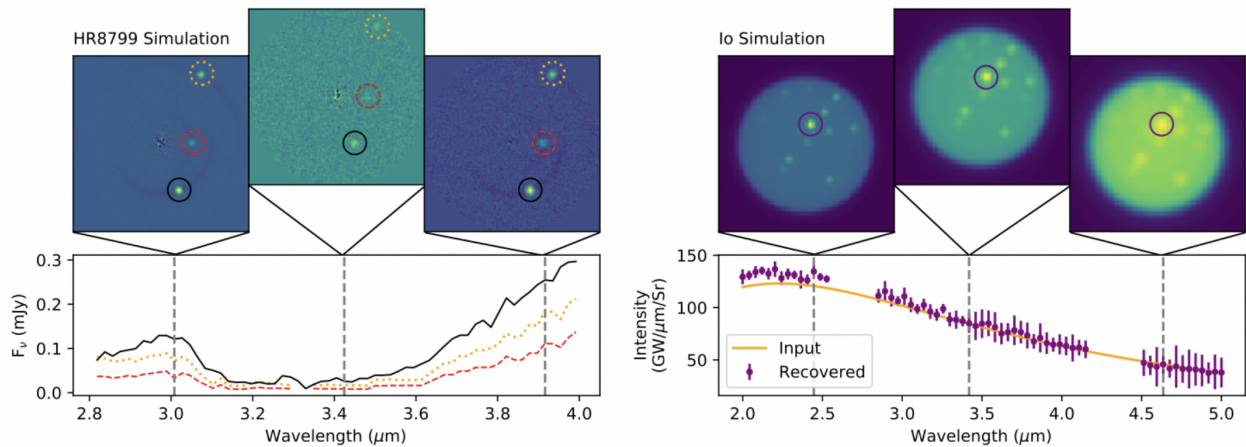 HR8799 Simulation
0.3
0.2
0.1
0.0
F_ν (mJy)
2.8 3.0 3.2 3.4 3.6 3.8 4.0
Wavelength (μm)
Io Simulation
150
100
50
Intensity
(GW/μm/Sr)
Input
Recovered
2.0 2.5 3.0 3.5 4.0 4.5 5.0
Wavelength (μm)